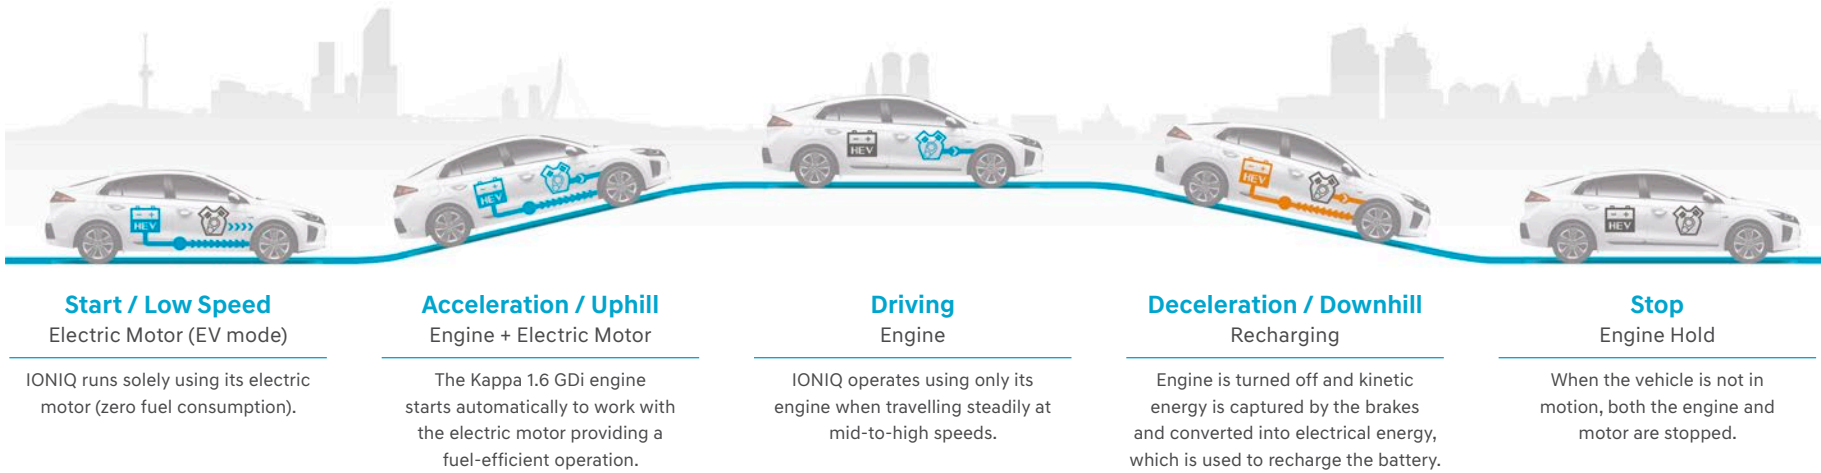 HEV
HEV
HEV
HEV
HEV
Start / Low Speed
Electric Motor (EV mode)
IONIQ runs solely using its electric
motor (zero fuel consumption).
Acceleration / Uphill
Engine + Electric Motor
The Kappa 1.6 GDi engine
starts automatically to work with
the electric motor providing a
fuel-efficient operation.
Driving
Engine
IONIQ operates using only its
engine when travelling steadily at
mid-to-high speeds.
Deceleration / Downhill
Recharging
Engine is turned off and kinetic
energy is captured by the brakes
and converted into electrical energy,
which is used to recharge the battery.
Stop
Engine Hold
When the vehicle is not in
motion, both the engine and
motor are stopped.